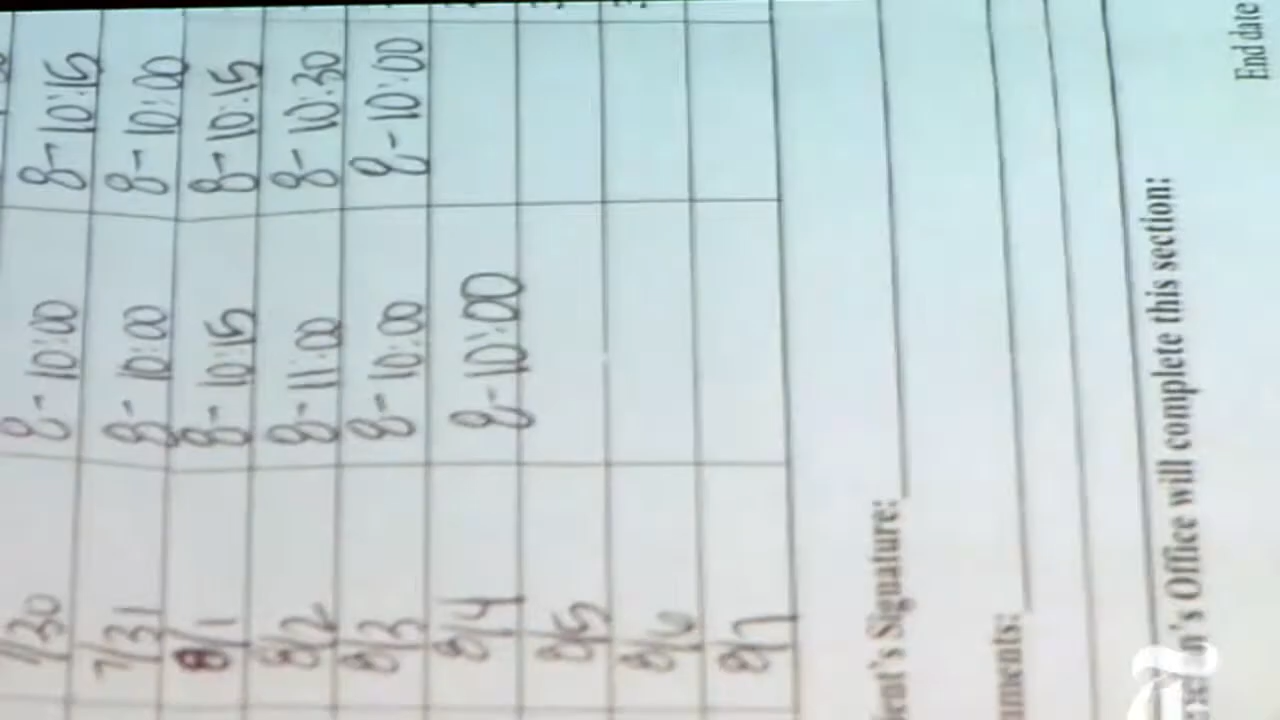 7/30 8-10:00 8-10:15
7/31 8-10:00 8-10:00
8/1 8-10:15 8-10:15
8/2 8-11:00 8-10:30
8/3 8-10:00 8-10:00
8/4 8-10:00
8/5
8/6
8/7
ient's Signature:
mments:
n's Office will complete this section:
End date